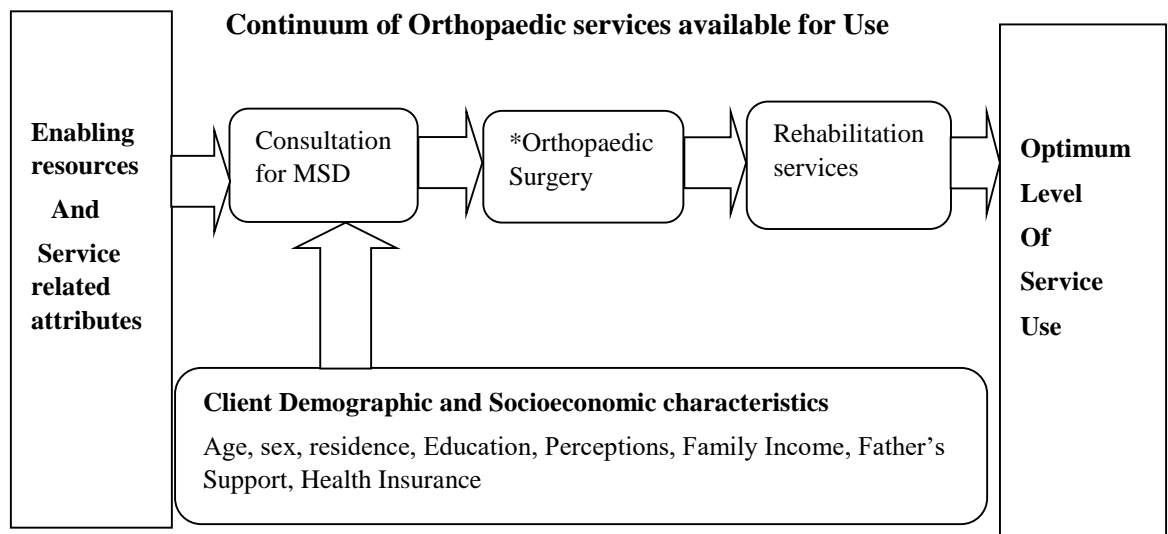 Continuum of Orthopaedic services available for Use
Enabling
resources
And
Service
related
attributes
Consultation
for MSD
*Orthopaedic
Surgery
Rehabilitation
services
Optimum
Level
Of
Service
Use
Client Demographic and Socioeconomic characteristics
Age, sex, residence, Education, Perceptions, Family Income, Father’s
Support, Health Insurance